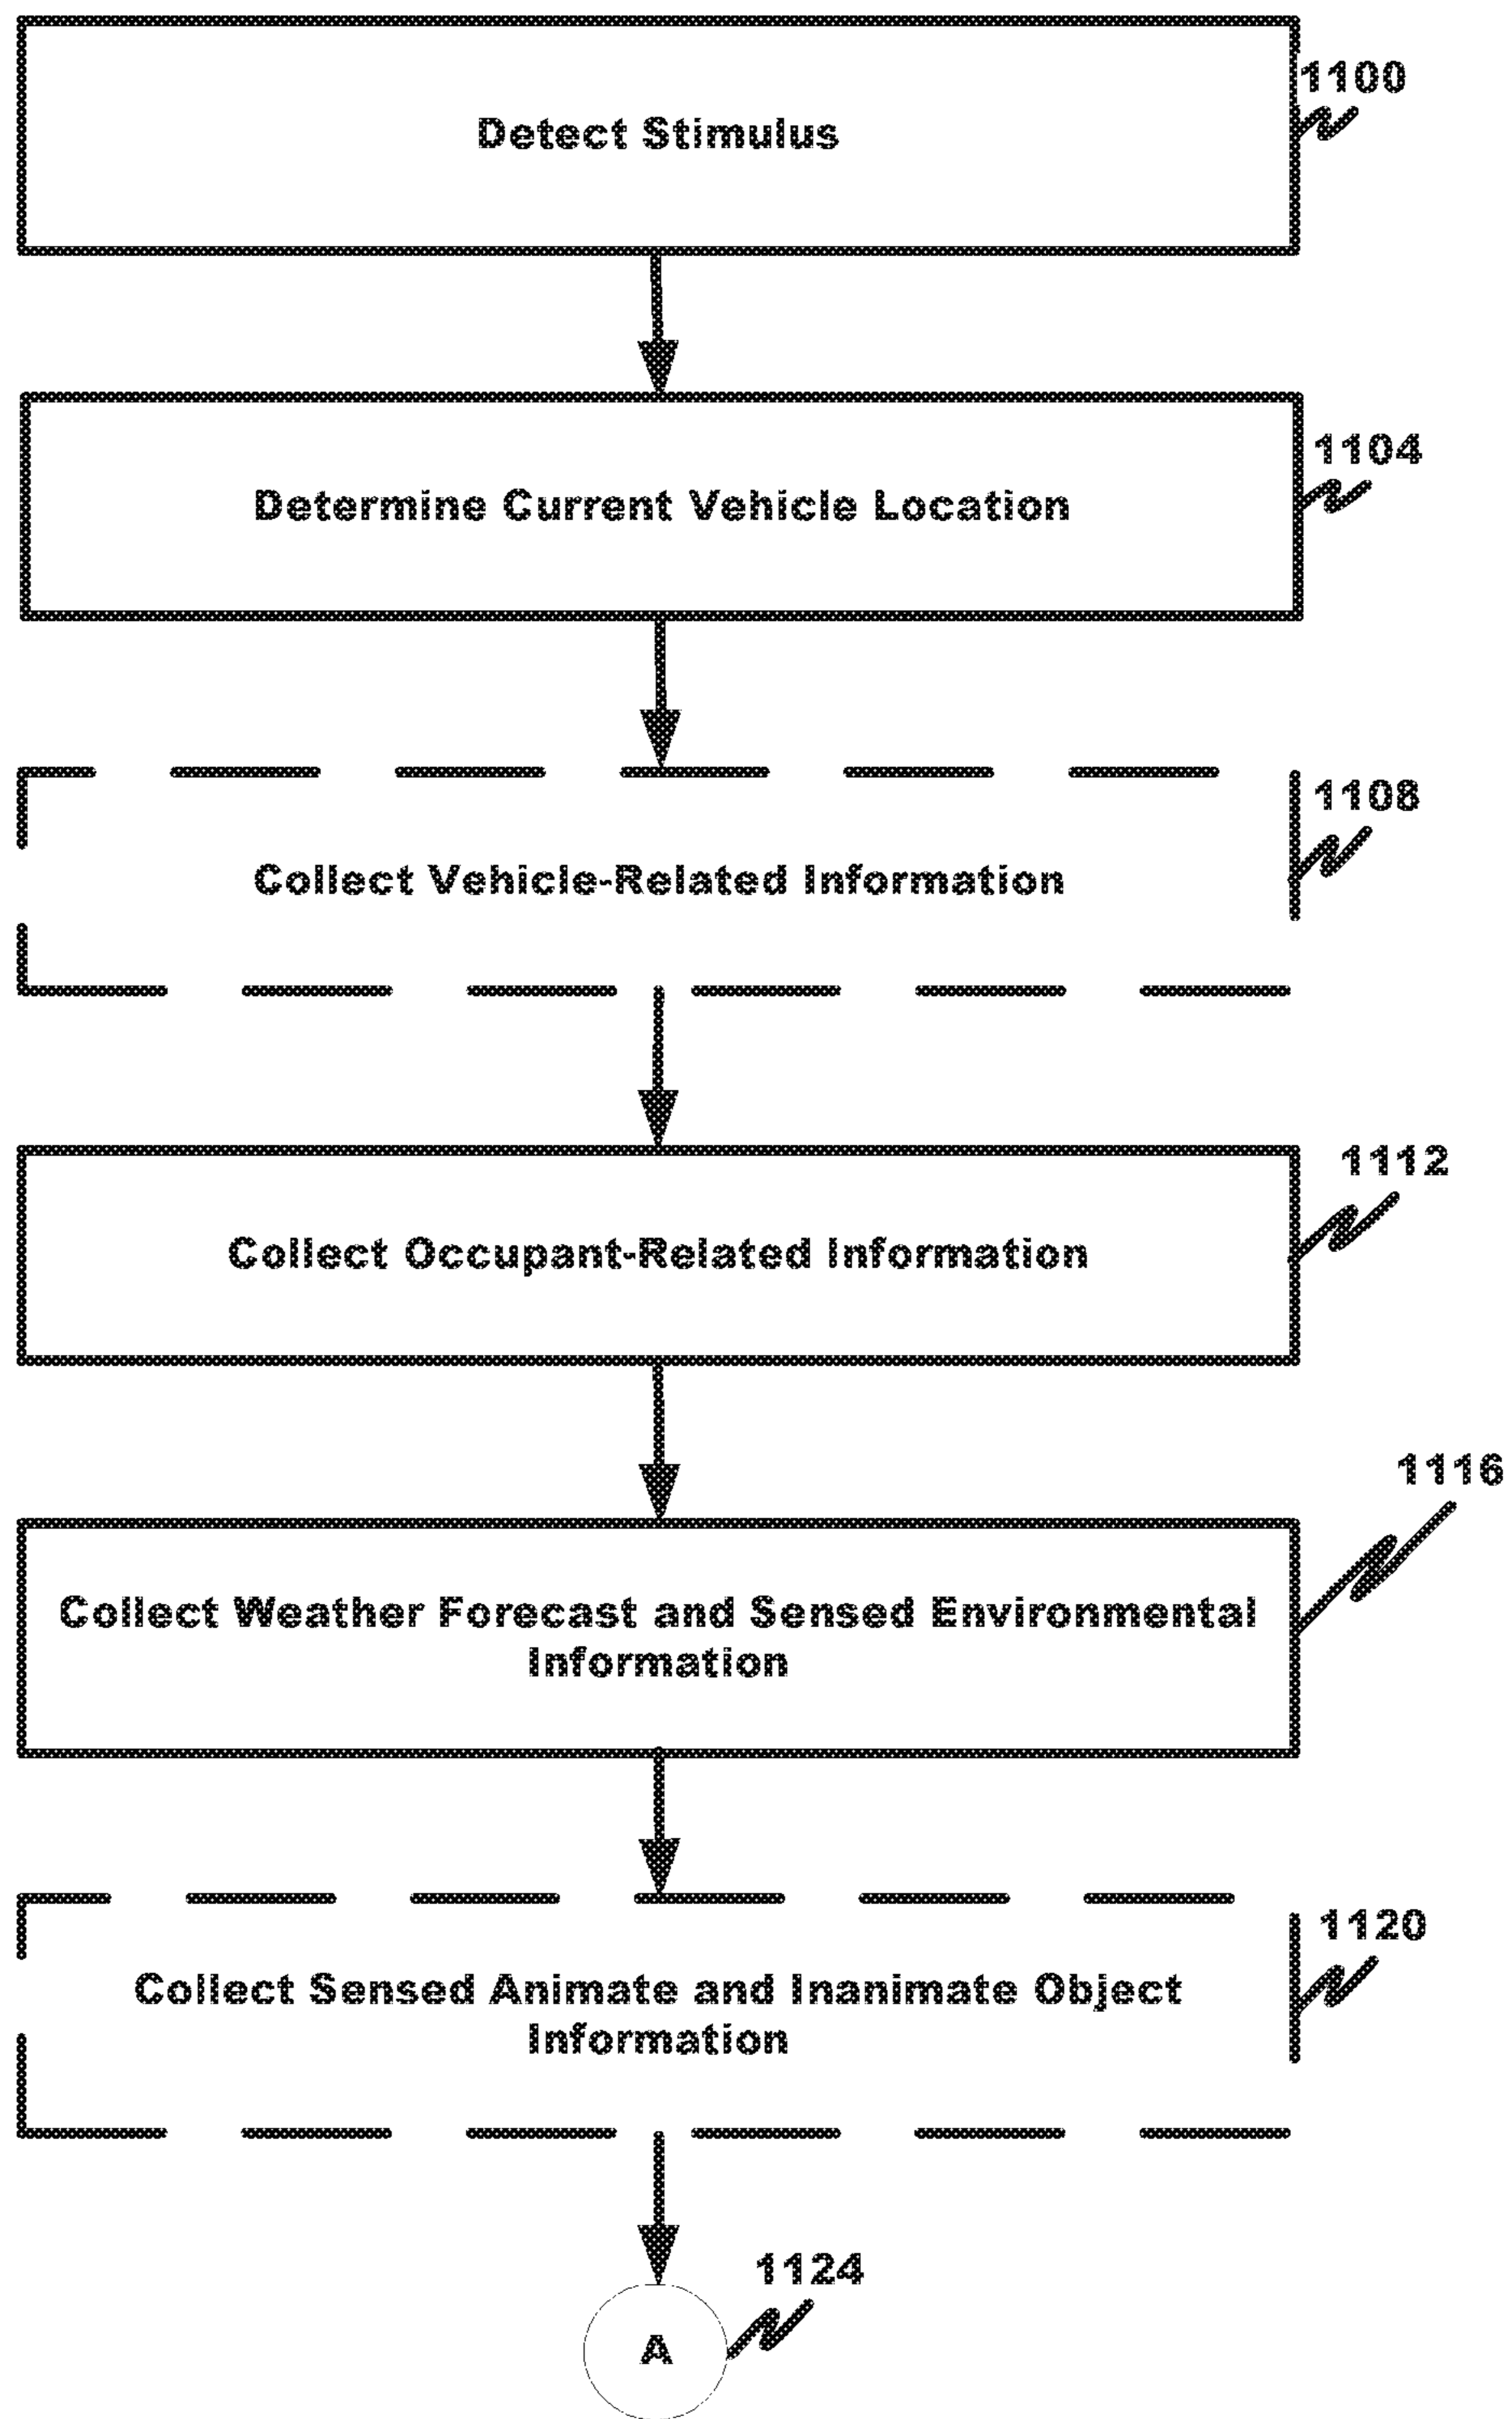 1100
Detect Stimulus
1104
Determine Current Vehicle Location
1108
Collect Vehicle-Related Information
1112
Collect Occupant-Related Information
1116
Collect Weather Forecast and Sensed Environmental
Information
1120
Collect Sensed Animate and Inanimate Object
Information
1124
A